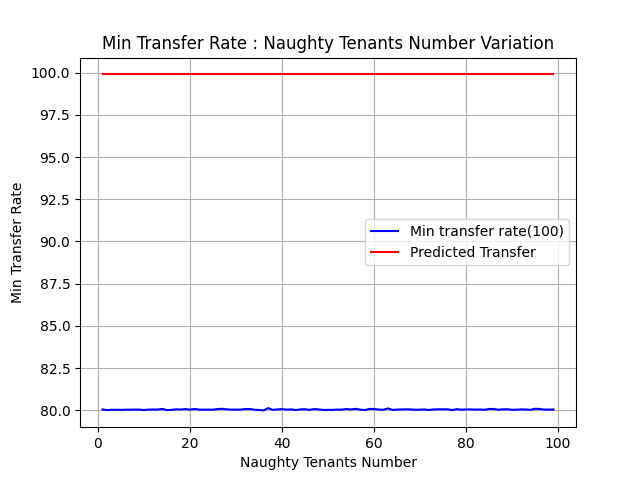 Min Transfer Rate : Naughty Tenants Number Variation
100.0
97.5
95.0
92.5
90.0
87.5
85.0
82.5
80.0
Min Transfer Rate
Min transfer rate(100)
Predicted Transfer
0 20 40 60 80 100
Naughty Tenants Number